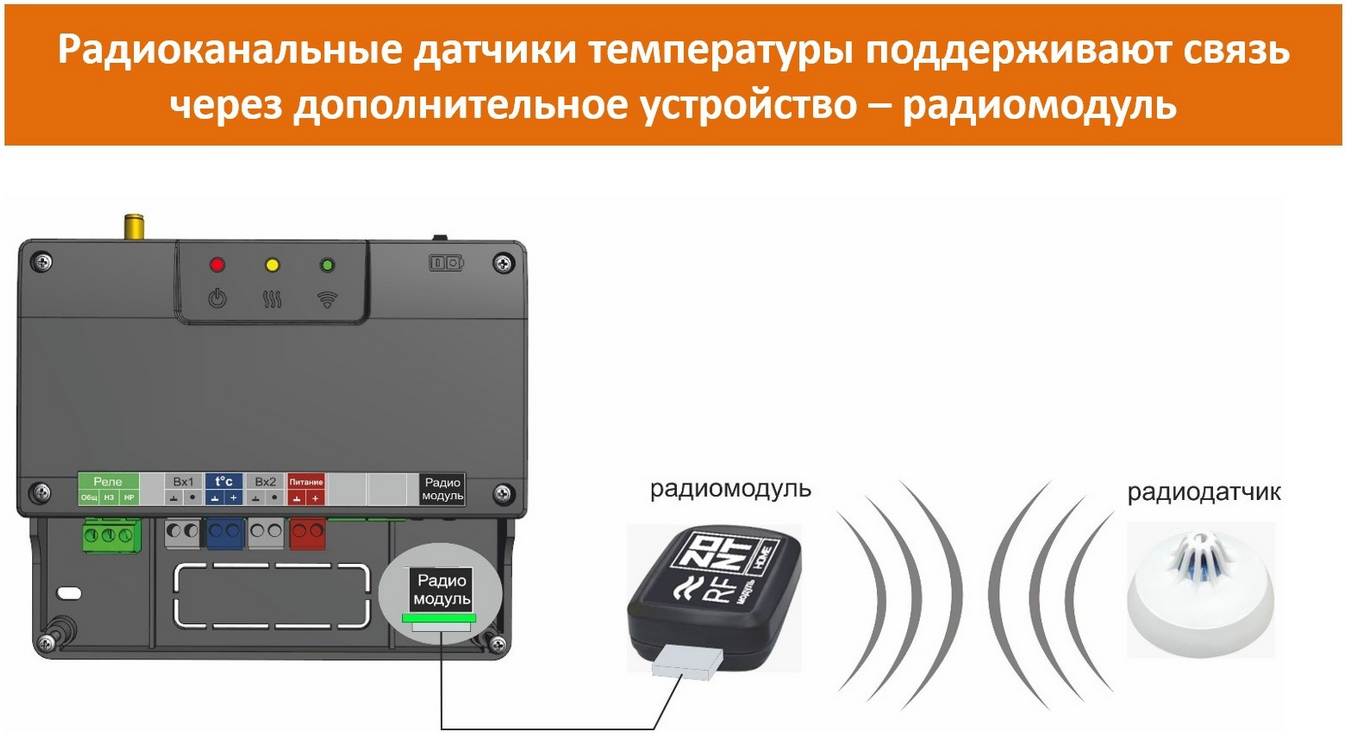 Радиоканальные датчики температуры поддерживают связь
через дополнительное устройство – радиомодуль
Реле
Общ НЗ НР
Вх1
t°c
+
Вх2
Питание
+
Радио
модуль
Радио
модуль
радиомодуль
ZONT
HOME
RF
модуль
радиодатчик